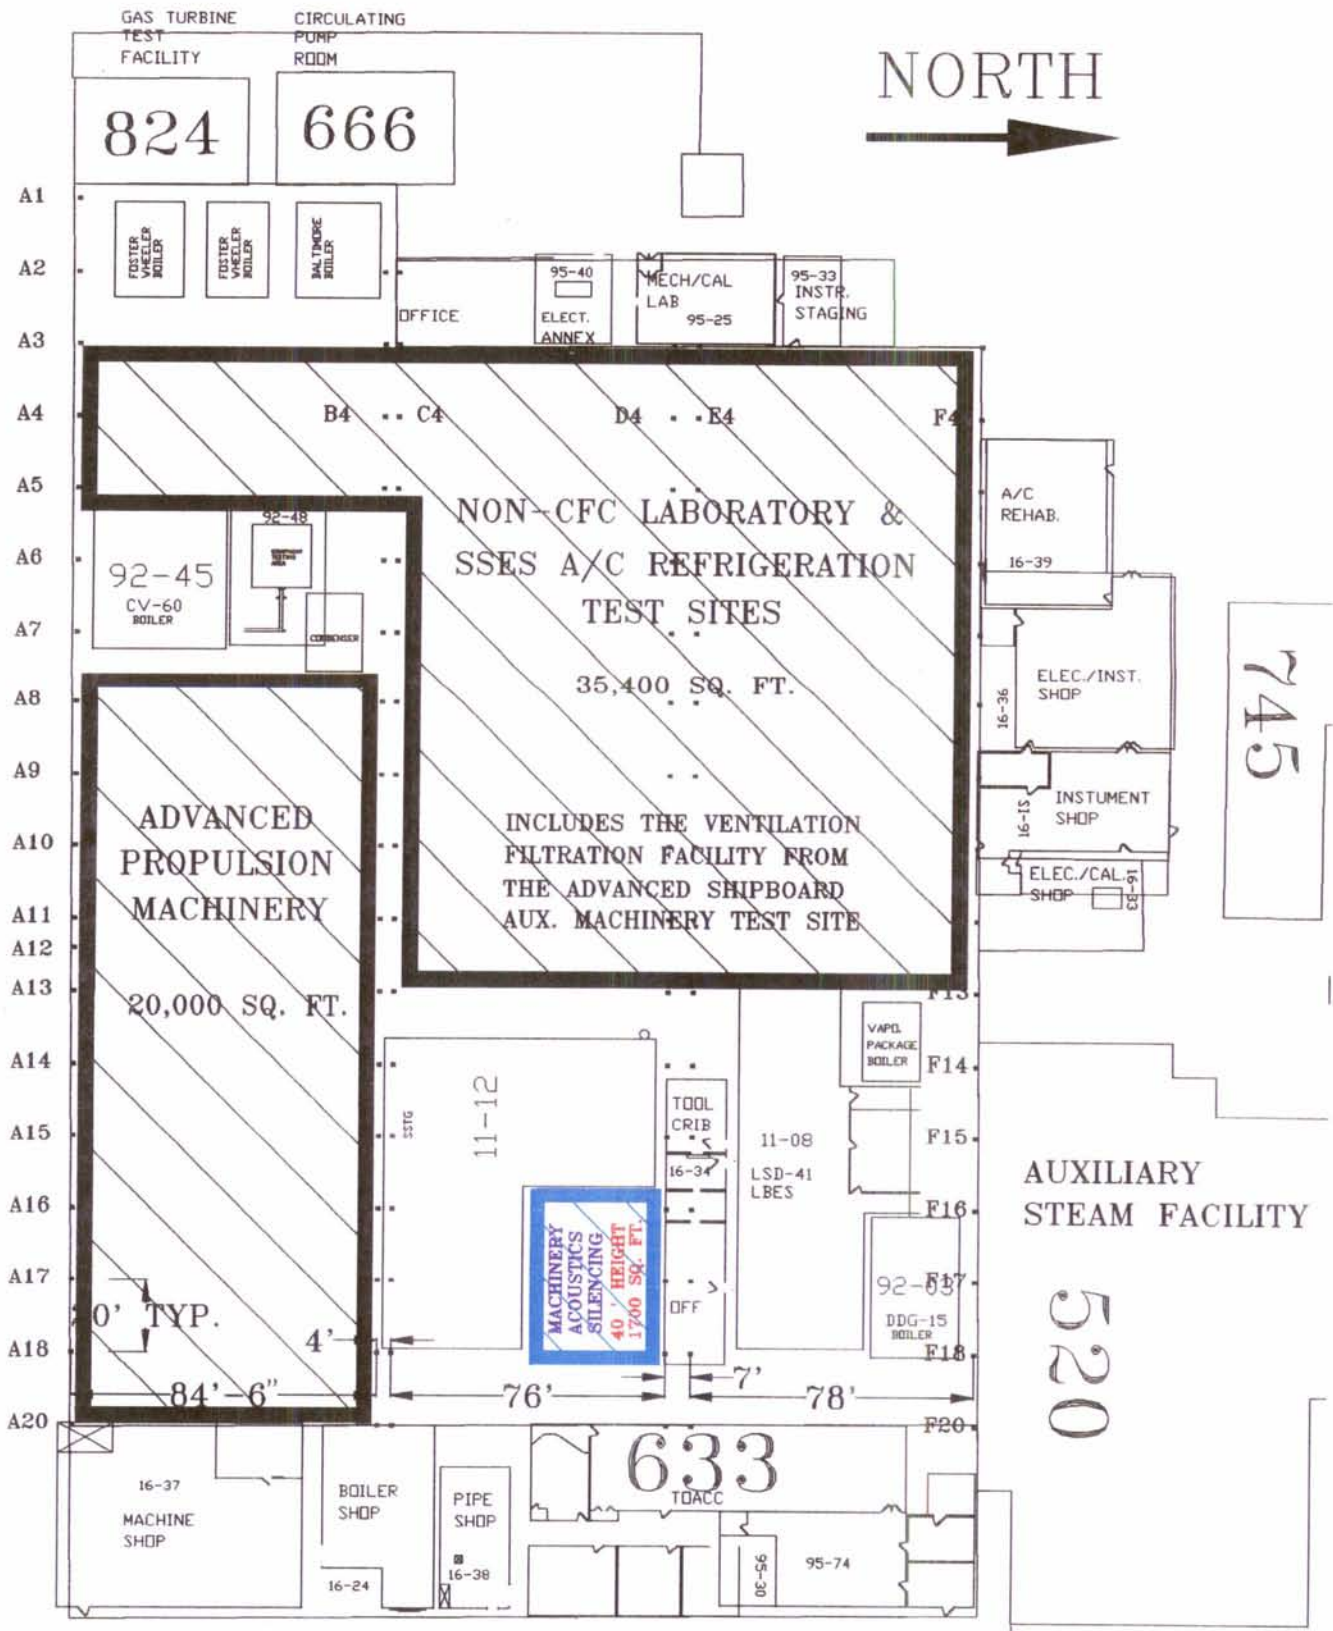 GAS TURBINE
TEST
FACILITY
CIRCULATING
PUMP
ROOM
NORTH
824
666
A1
A2
A3
A4
A5
A6
A7
A8
A9
A10
A11
A12
A13
A14
A15
A16
A17
A18
A20
FOSTER
WHEELER
BOILER
FOSTER
WHEELER
BOILER
BALTIMORE
BOILER
OFFICE
95-40
ELECT.
ANNEX
MECH/CAL
LAB
95-25
95-33
INSTR.
STAGING
B4
C4
D4
E4
F4
NON-CFC LABORATORY &
SSES A/C REFRIGERATION
TEST SITES
35,400 SQ. FT.
INCLUDES THE VENTILATION
FILTRATION FACILITY FROM
THE ADVANCED SHIPBOARD
AUX. MACHINERY TEST SITE
92-45
CV-60
BOILER
92-48
CONDENSER
A/C
REHAB.
16-39
ELEC./INST.
SHOP
16-36
INSTUMENT
SHOP
16-15
ELEC./CAL.
SHOP
16-33
745
ADVANCED
PROPULSION
MACHINERY
20,000 SQ. FT.
F13
F14
F15
F16
F17
F18
F20
VAPO.
PACKAGE
BOILER
SSTG
11-12
TOOL
CRIB
16-34
11-08
LSD-41
LBES
MACHINERY
ACOUSTICS
SILENCING
40' HEIGHT
1700 SQ. FT.
OFF
92-03
DDG-15
BOILER
AUXILIARY
STEAM FACILITY
520
0' TYP.
4'
84'-6"
76'
7'
78'
16-37
MACHINE
SHOP
BOILER
SHOP
16-24
PIPE
SHOP
16-38
633
TOACC
95-30
95-74